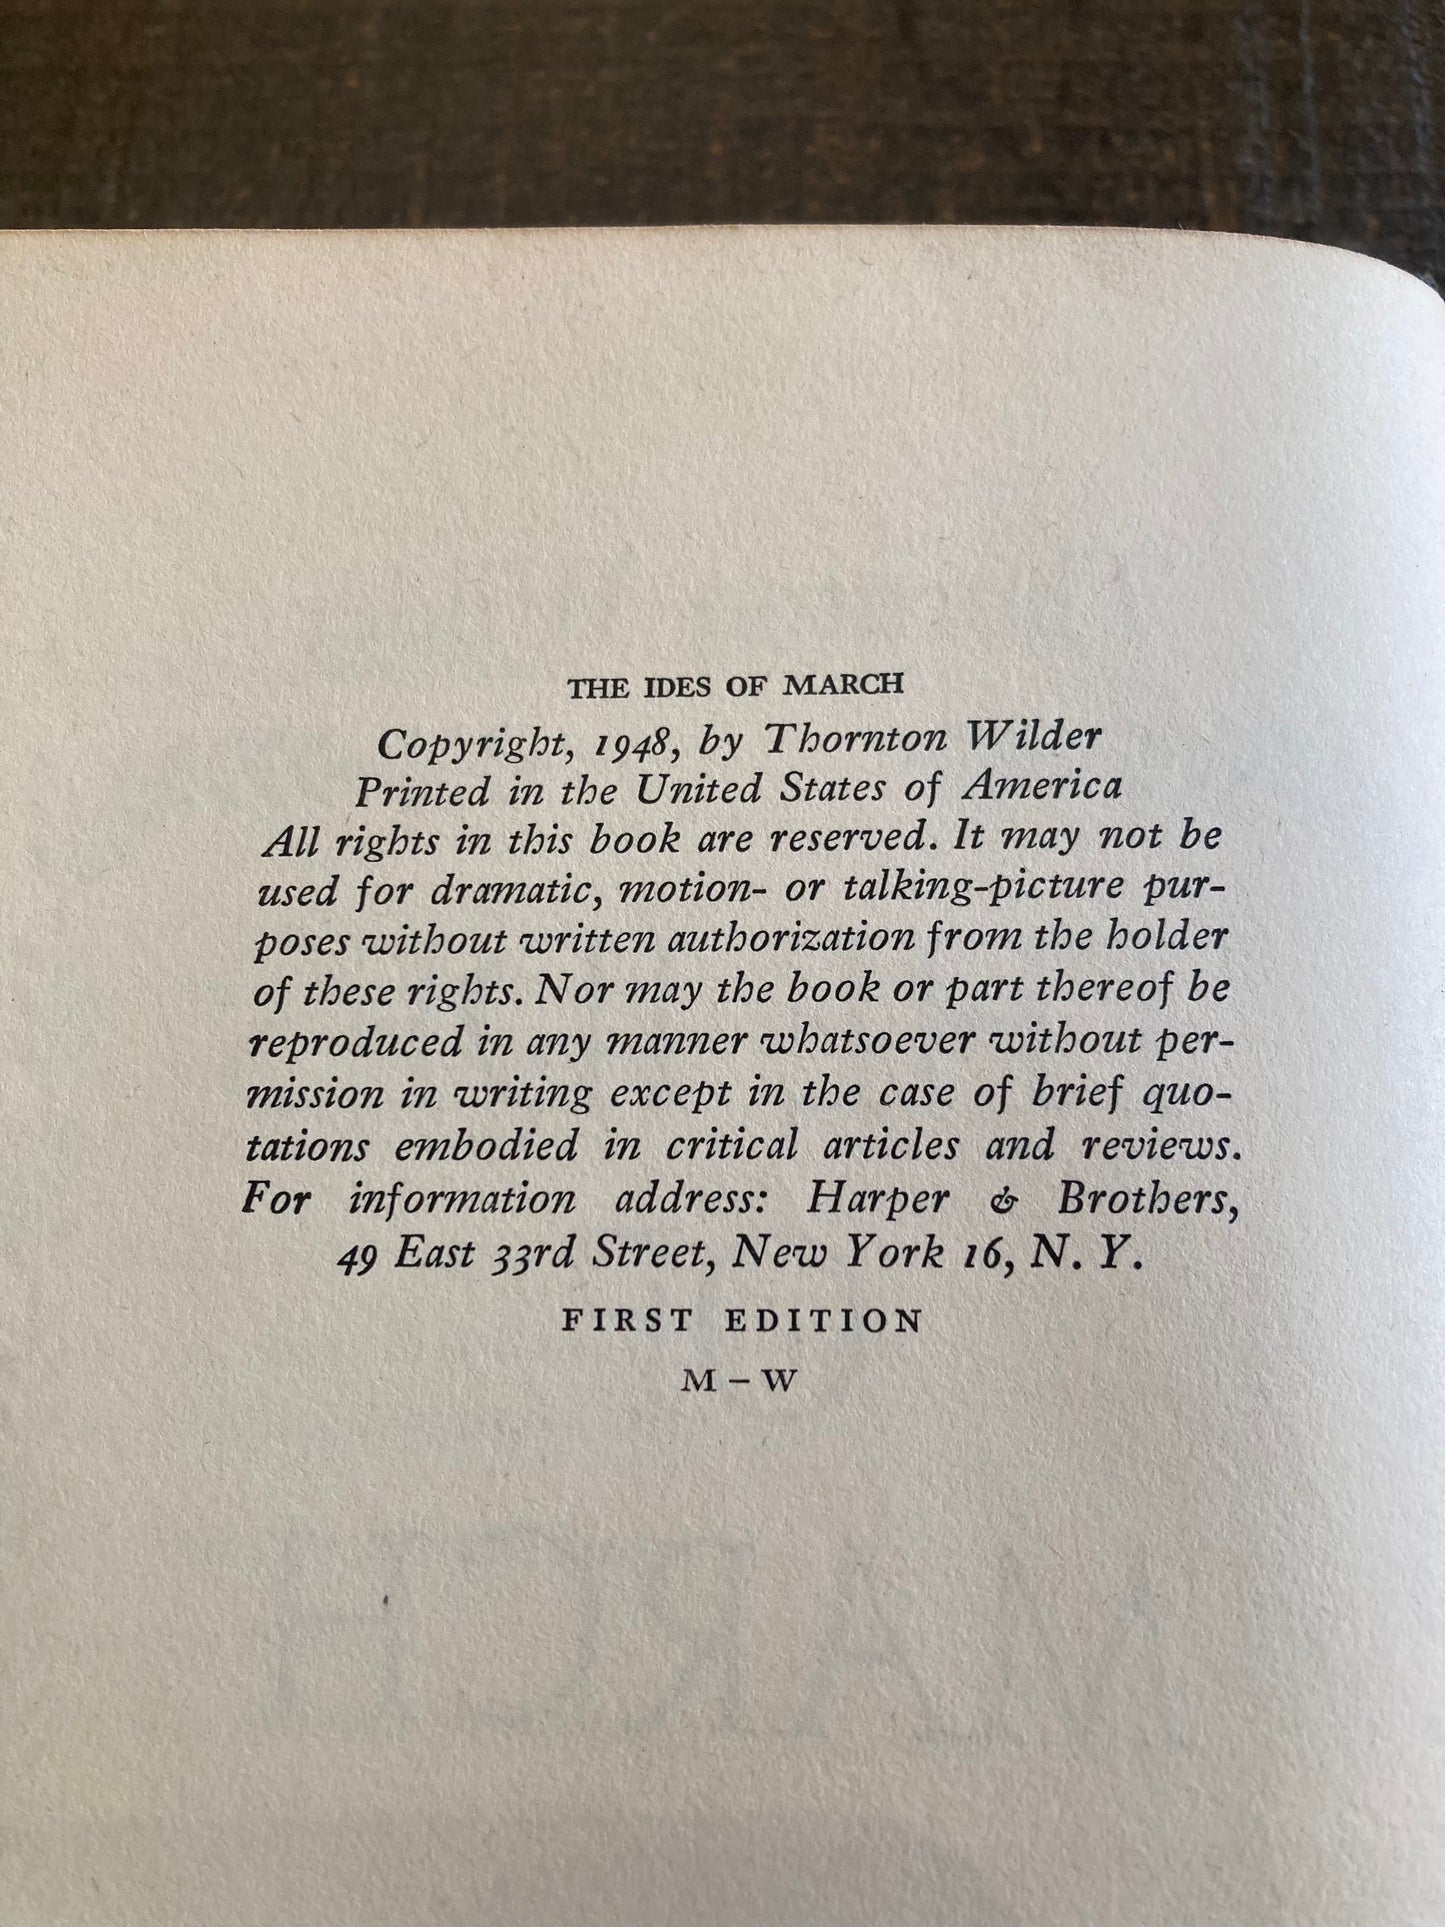 THE IDES OF MARCH
Copyright, 1948, by Thornton Wilder
Printed in the United States of America
All rights in this book are reserved. It may not be
used for dramatic, motion- or talking-picture pur-
poses without written authorization from the holder
of these rights. Nor may the book or part thereof be
reproduced in any manner whatsoever without per-
mission in writing except in the case of brief quo-
tations embodied in critical articles and reviews.
For information address: Harper & Brothers,
49 East 33rd Street, New York 16, N. Y.
FIRST EDITION
M – W